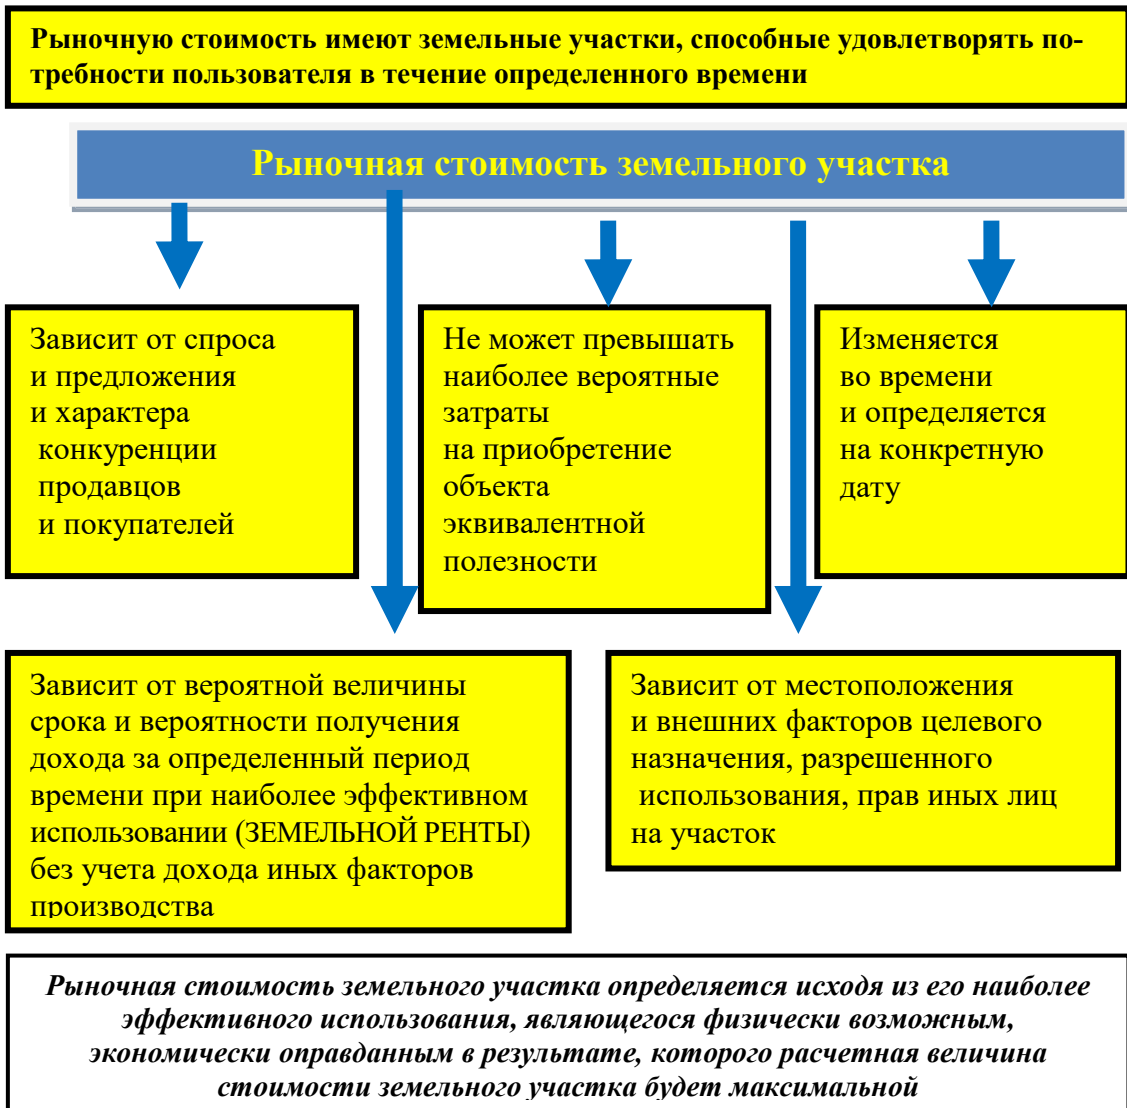 Рыночную стоимость имеют земельные участки, способные удовлетворять по-
требности пользователя в течение определенного времени
Рыночная стоимость земельного участка
Зависит от спроса
и предложения
и характера
конкуренции
продавцов
и покупателей
Не может превышать
наиболее вероятные
затраты
на приобретение
объекта
эквивалентной
полезности
Изменяется
во времени
и определяется
на конкретную
дату
Зависит от вероятной величины
срока и вероятности получения
дохода за определенный период
времени при наиболее эффективном
использовании (ЗЕМЕЛЬНОЙ РЕНТЫ)
без учета дохода иных факторов
производства
Зависит от местоположения
и внешних факторов целевого
назначения, разрешенного
использования, прав иных лиц
на участок
Рыночная стоимость земельного участка определяется исходя из его наиболее
эффективного использования, являющегося физически возможным,
экономически оправданным в результате, которого расчетная величина
стоимости земельного участка будет максимальной